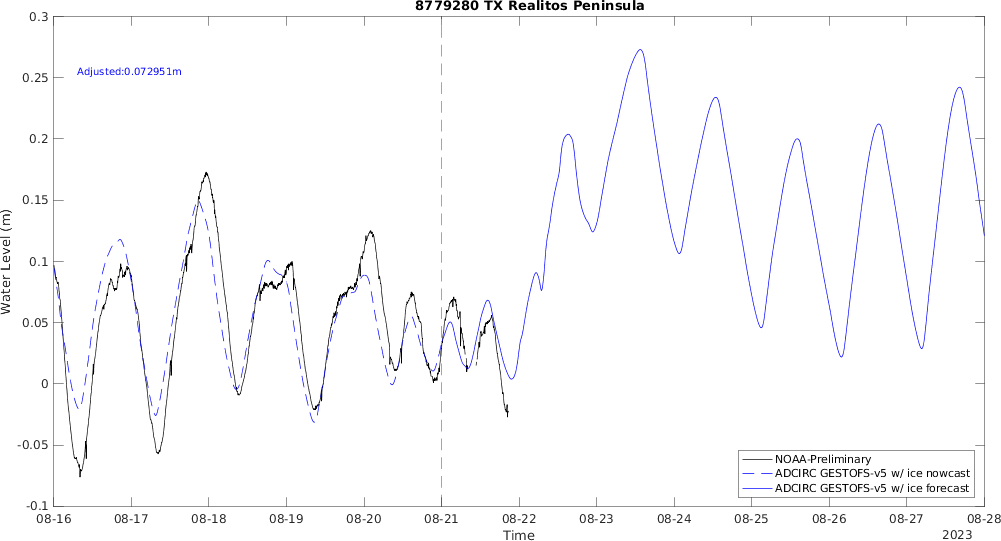 8779280 TX Realitos Peninsula
Adjusted:0.072951m
Water Level (m)
0.3
0.25
0.2
0.15
0.1
0.05
0
-0.05
-0.1
NOAA-Preliminary
ADCIRC GESTOFS-v5 w/ ice nowcast
ADCIRC GESTOFS-v5 w/ ice forecast
08-16 08-17 08-18 08-19 08-20 08-21 08-22 08-23 08-24 08-25 08-26 08-27 08-28
Time
2023